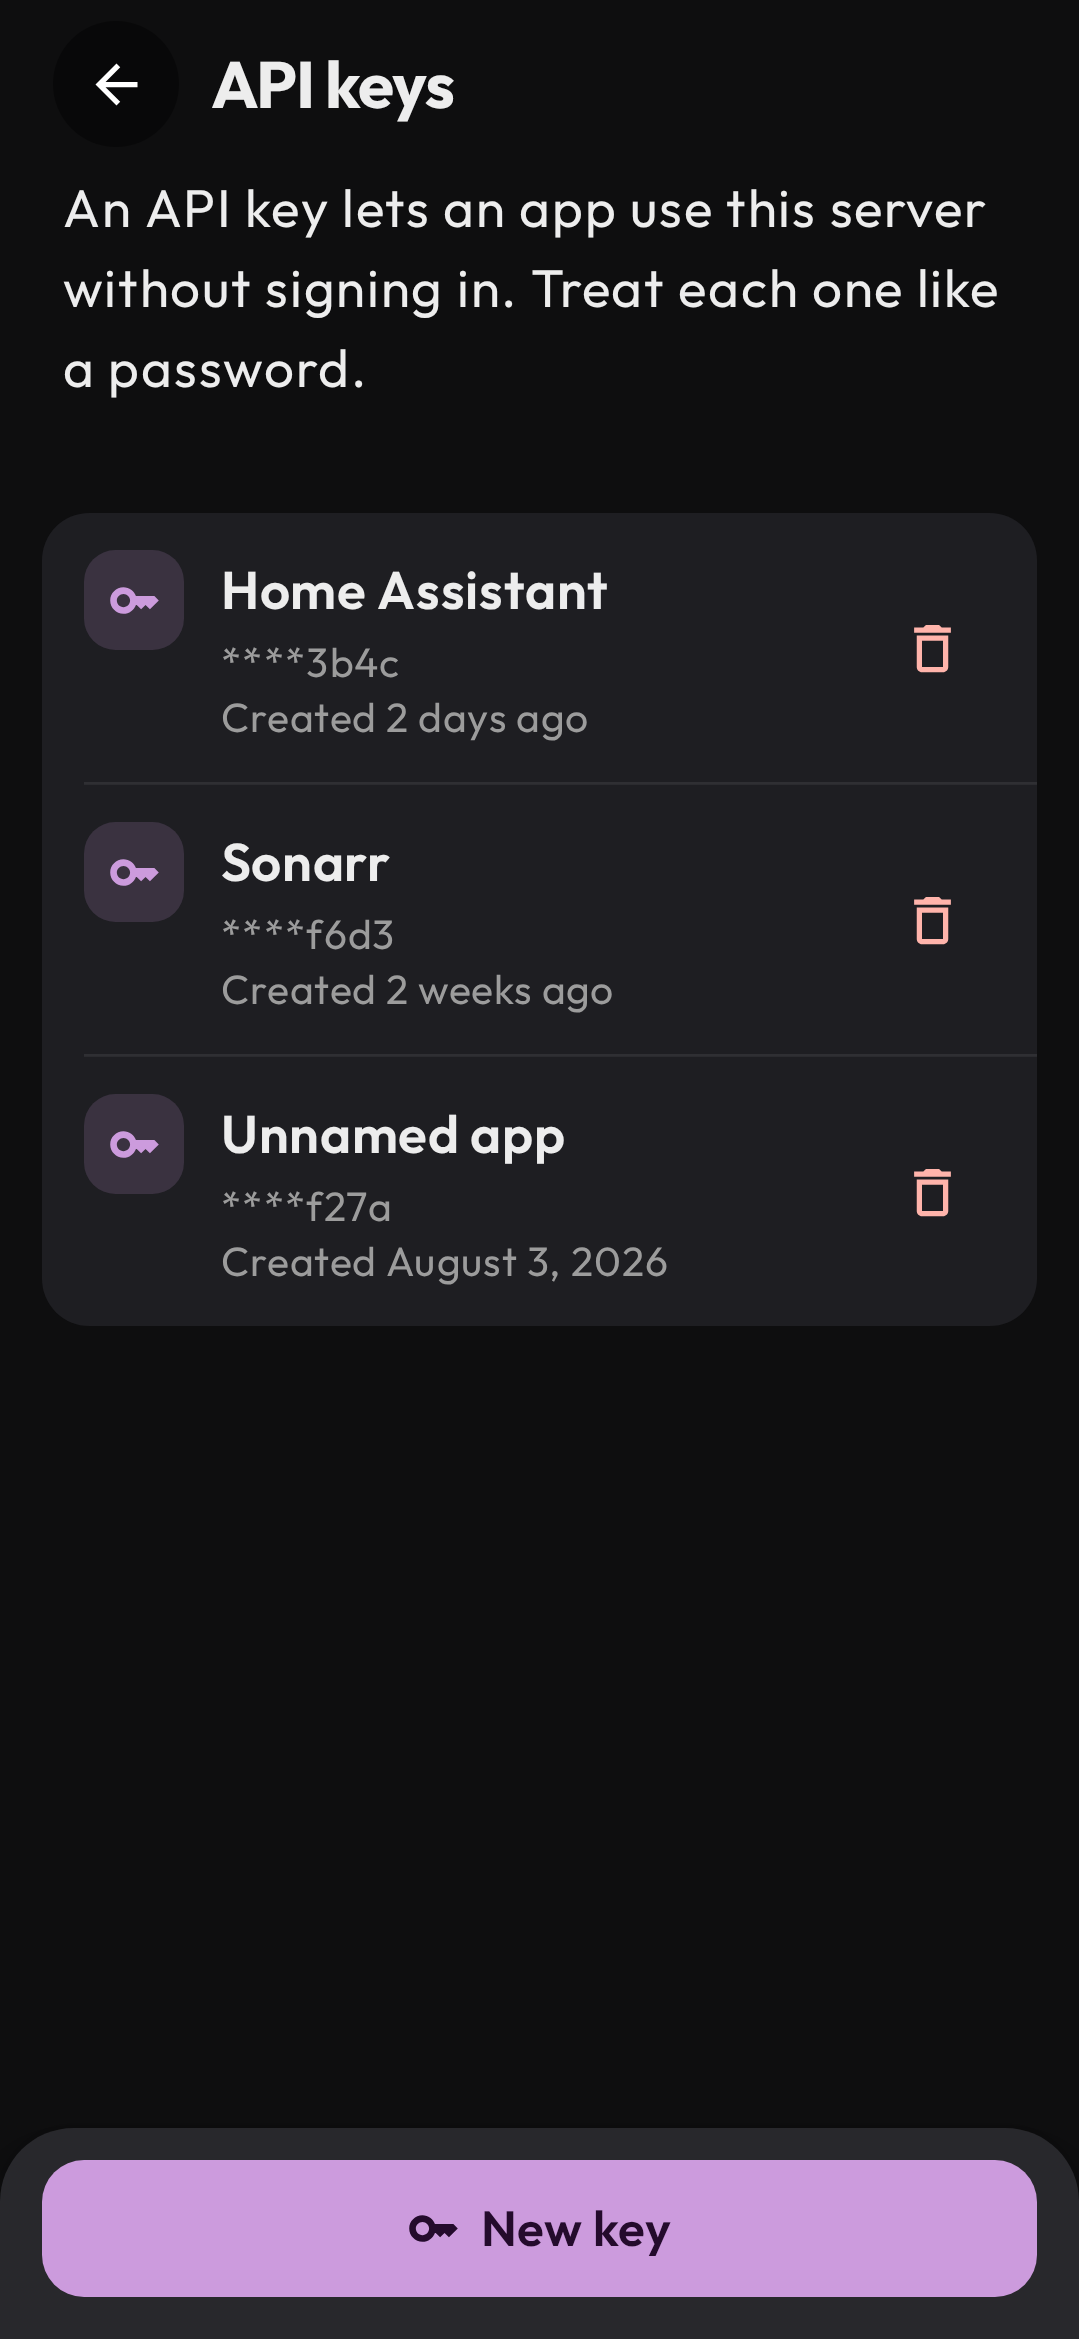 API keys
An API key lets an app use this server
without signing in. Treat each one like
a password.
Home Assistant
****3b4c
Created 2 days ago
Sonarr
****f6d3
Created 2 weeks ago
Unnamed app
****f27a
Created August 3, 2026
New key